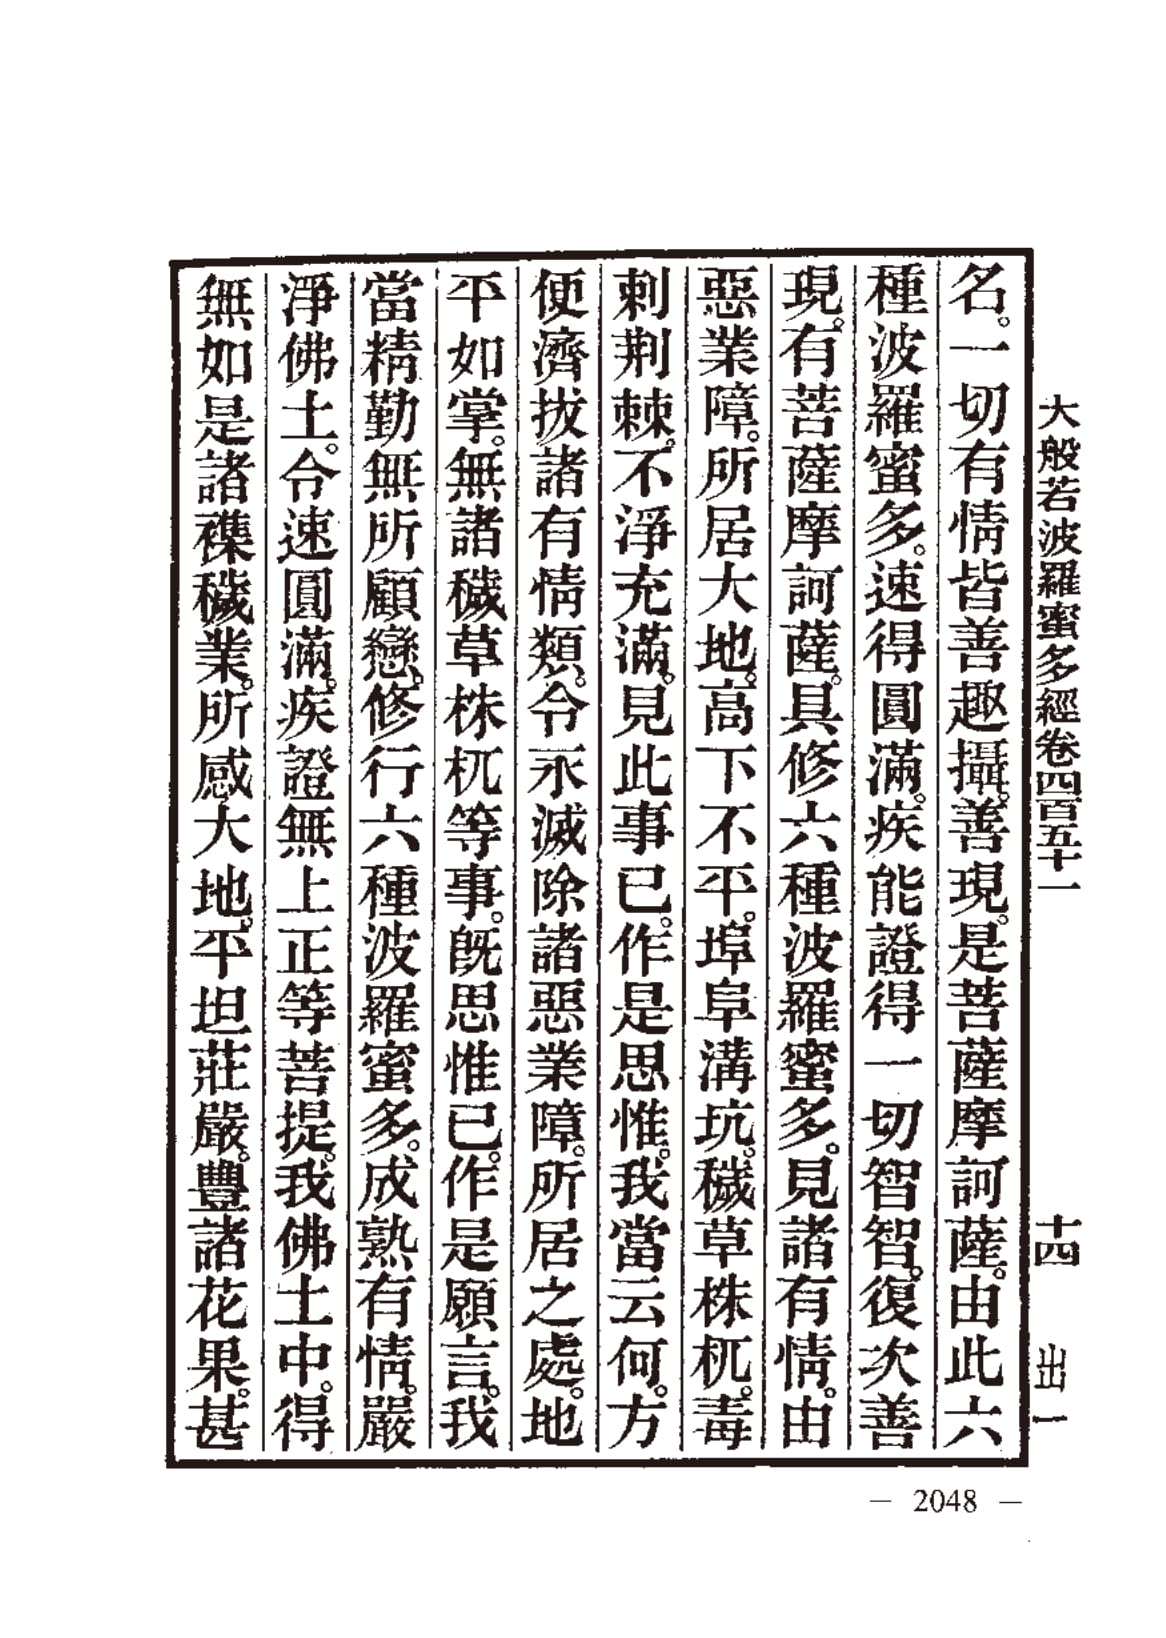 大般若波羅蜜多經卷四百五十一　十四　出一
名。一切有情皆善趣攝。善現。是菩薩摩訶薩。由此六
種波羅蜜多。速得圓滿。疾能證得一切智智。復次善
現。有菩薩摩訶薩。具修六種波羅蜜多。見諸有情。由
惡業障。所居大地。高下不平。堆阜溝坑。穢草株杌。毒
刺荆棘。不淨充滿。見此事已。作是思惟。我當云何。方
便濟拔諸有情類。令永滅除諸惡業障。所居之處。地
平如掌。無諸穢草株杌等事。旣思惟已。作是願言。我
當精勤無所顧戀。修行六種波羅蜜多。成熟有情。嚴
淨佛土。令速圓滿。疾證無上正等菩提。我佛土中。得
無如是諸襍穢業。所感大地。平坦莊嚴。豐諸花果。甚
— 2048 —